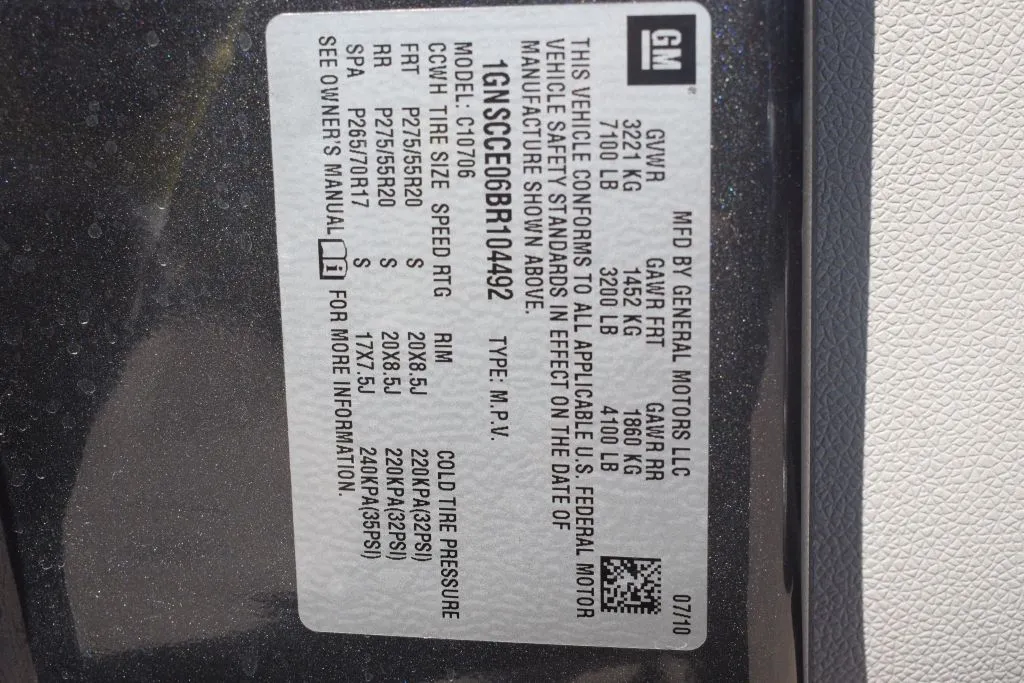 GM
MFD BY GENERAL MOTORS LLC 07/10
GVWR GAWR FRT GAWR RR
3221 KG 1452 KG 1860 KG
7100 LB 3200 LB 4100 LB
THIS VEHICLE CONFORMS TO ALL APPLICABLE U.S. FEDERAL MOTOR
VEHICLE SAFETY STANDARDS IN EFFECT ON THE DATE OF
MANUFACTURE SHOWN ABOVE.
1GNSCCE06BR104492 TYPE: M.P.V.
MODEL: C10706
CCWH TIRE SIZE SPEED RTG RIM COLD TIRE PRESSURE
FRT P275/55R20 S 20X8.5J 220KPA(32PSI)
RR P275/55R20 S 20X8.5J 220KPA(32PSI)
SPA P265/70R17 S 17X7.5J 240KPA(35PSI)
SEE OWNER'S MANUAL FOR MORE INFORMATION.